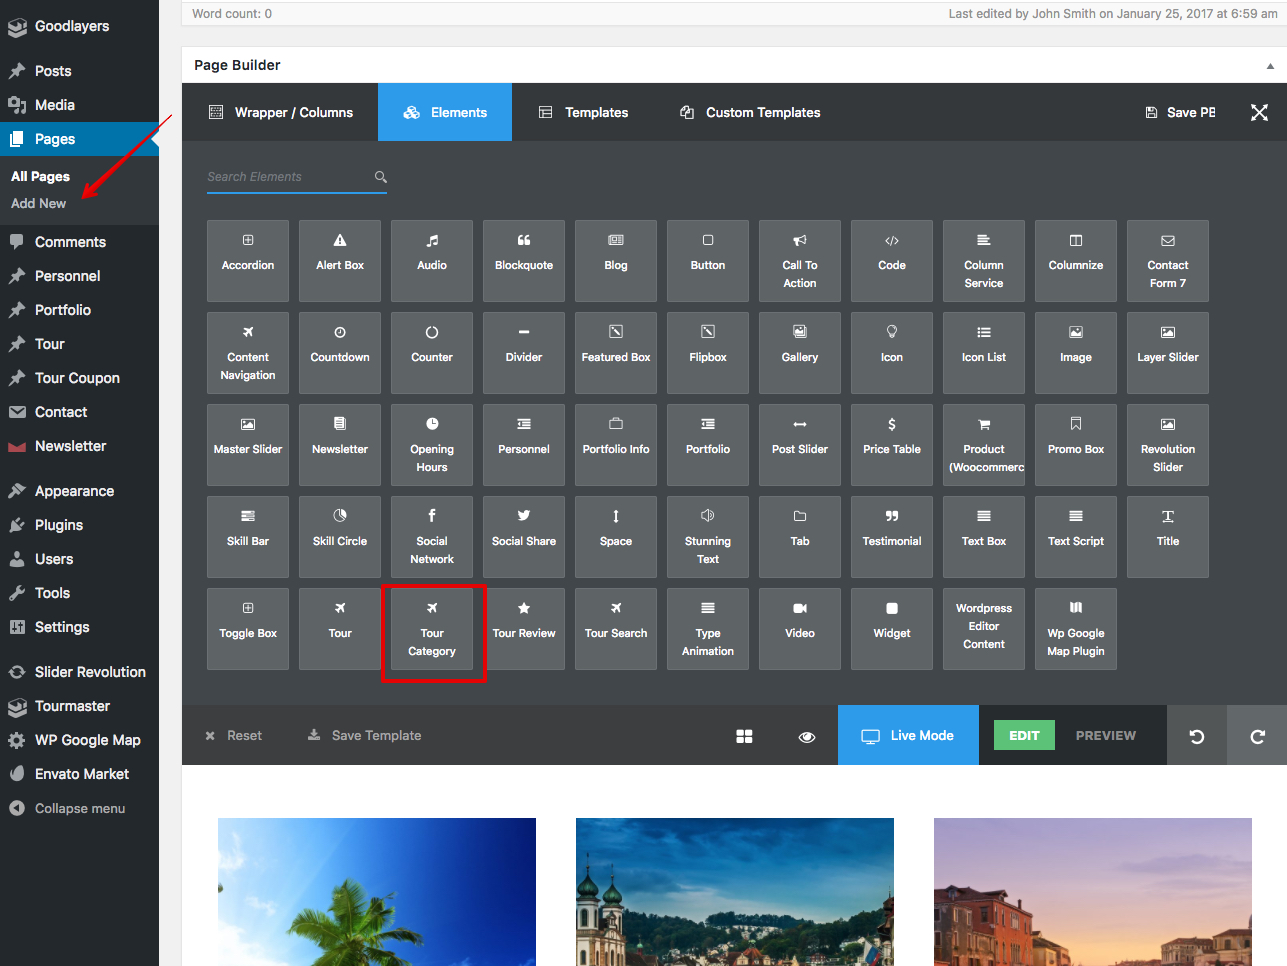 Goodlayers
Posts
Media
Pages
All Pages
Add New
Comments
Personnel
Portfolio
Tour
Tour Coupon
Contact
Newsletter
Appearance
Plugins
Users
Tools
Settings
Slider Revolution
Tourmaster
WP Google Map
Envato Market
Collapse menu
Word count: 0
Last edited by John Smith on January 25, 2017 at 6:59 am
Page Builder
Wrapper / Columns
Elements
Templates
Custom Templates
Save PB
Search Elements
Accordion
Alert Box
Audio
Blockquote
Blog
Button
Call To
Action
Code
Column
Service
Columnize
Contact
Form 7
Content
Navigation
Countdown
Counter
Divider
Featured Box
Flipbox
Gallery
Icon
Icon List
Image
Layer Slider
Master Slider
Newsletter
Opening
Hours
Personnel
Portfolio Info
Portfolio
Post Slider
Price Table
Product
(Woocommerc
Promo Box
Revolution
Slider
Skill Bar
Skill Circle
Social
Network
Social Share
Space
Stunning
Text
Tab
Testimonial
Text Box
Text Script
Title
Toggle Box
Tour
Tour
Category
Tour Review
Tour Search
Type
Animation
Video
Widget
Wordpress
Editor
Content
Wp Google
Map Plugin
Reset
Save Template
Live Mode
EDIT
PREVIEW